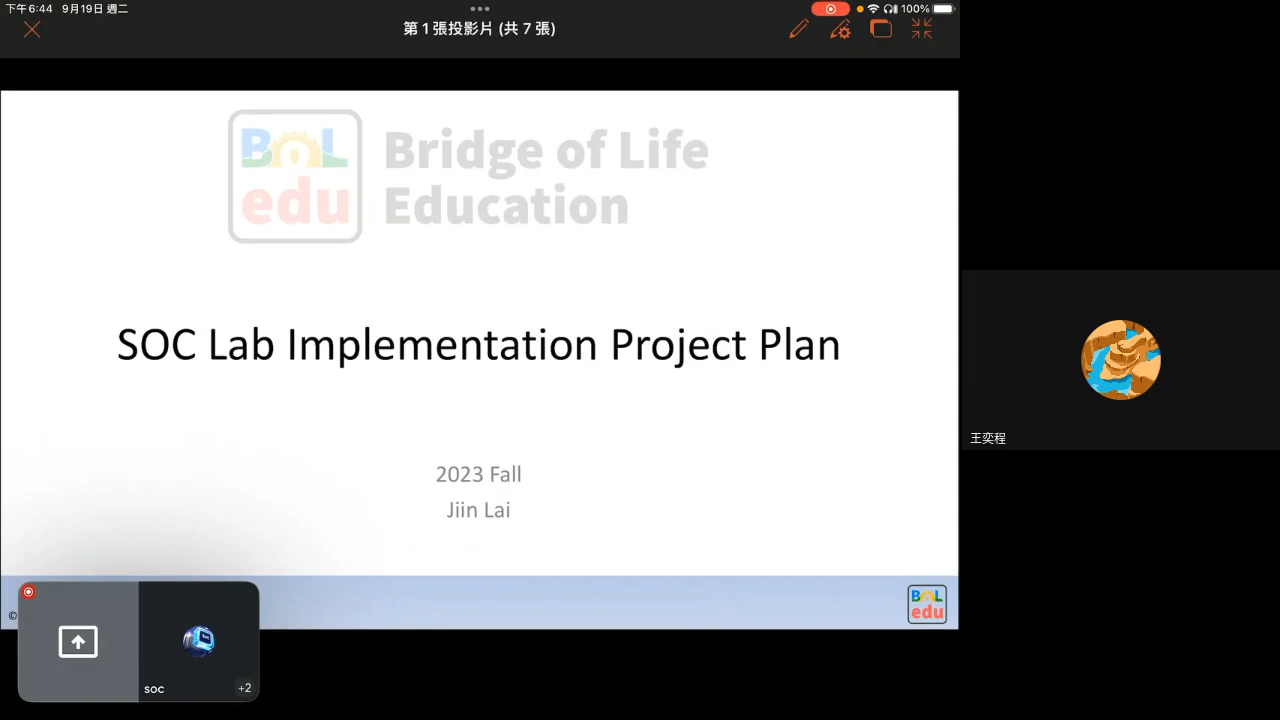 下午6:44 9月19日 週二
100%
第 1 張投影片 (共 7 張)
BOL
edu
Bridge of Life
Education
SOC Lab Implementation Project Plan
2023 Fall
Jiin Lai
王奕程
©
BOL
edu
soc
+2